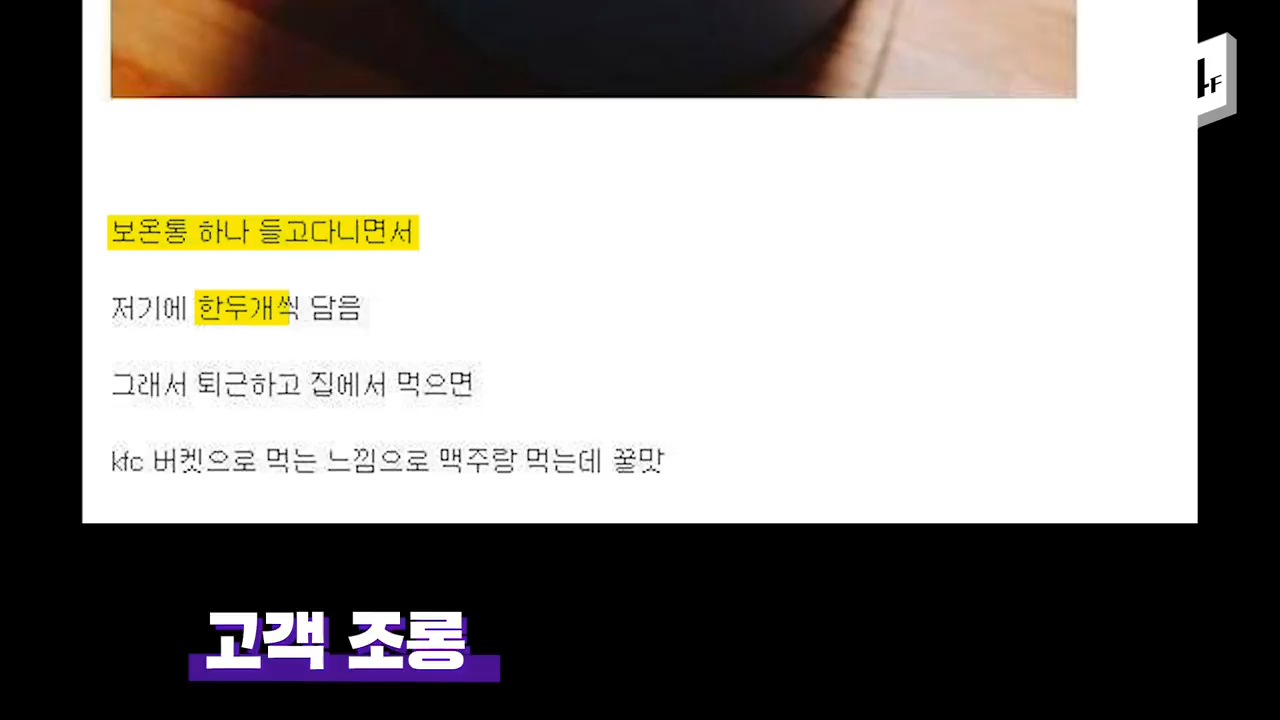 보온통 하나 들고다니면서
저기에 한두개씩 담음
그래서 퇴근하고 집에서 먹으면
kfc 버켓으로 먹는 느낌으로 맥주랑 먹는데 꿀맛
고객 조롱